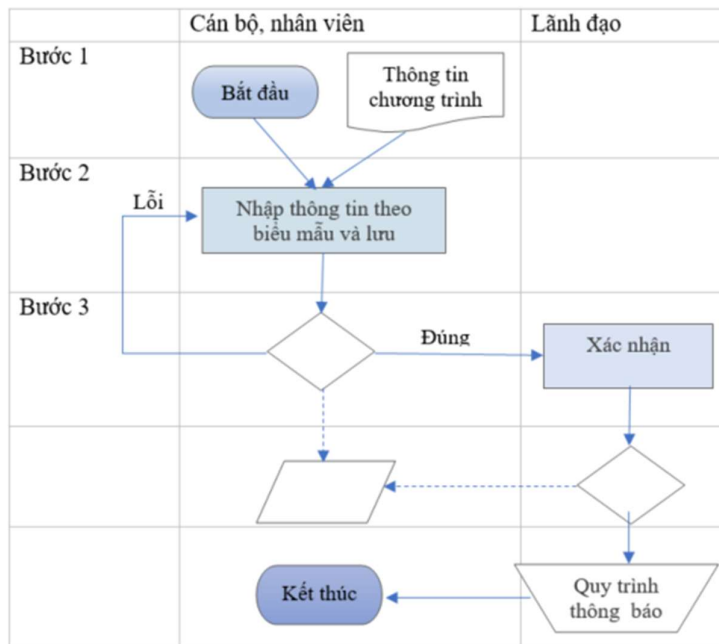 Cán bộ, nhân viên
Lãnh đạo
Bước 1
Bắt đầu
Thông tin
chương trình
Bước 2
Lỗi
Nhập thông tin theo
biểu mẫu và lưu
Bước 3
Đúng
Xác nhận
Kết thúc
Quy trình
thông báo